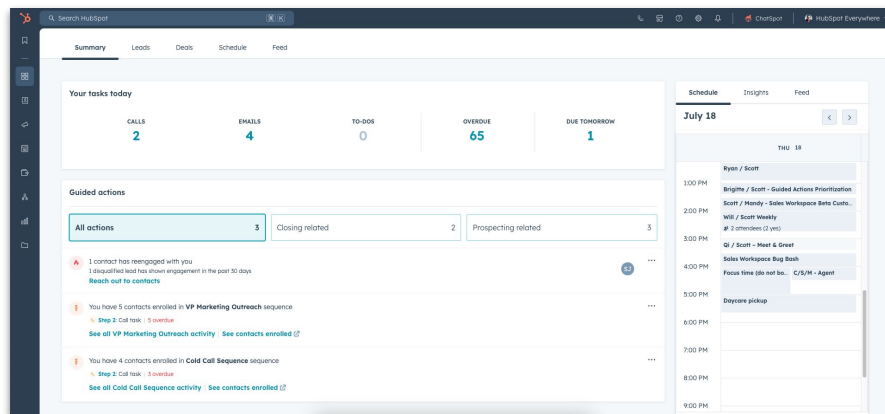 Search HubSpot
⌘ K
ChatSpot
HubSpot Everywhere
Summary Leads Deals Schedule Feed
Your tasks today
CALLS EMAILS TO-DOS OVERDUE DUE TOMORROW
2 4 0 65 1
Guided actions
All actions 3 Closing related 2 Prospecting related 3
1 contact has reengaged with you
1 disqualified lead has shown engagement in the past 30 days
Reach out to contacts
SJ
You have 5 contacts enrolled in VP Marketing Outreach sequence
Step 2: Call task | 5 overdue
See all VP Marketing Outreach activity | See contacts enrolled
You have 4 contacts enrolled in Cold Call Sequence sequence
Step 2: Call task | 3 overdue
See all Cold Call Sequence activity | See contacts enrolled
Schedule Insights Feed
July 18
THU 18
Ryan / Scott
1:00 PM
Brigitte / Scott - Guided Actions Prioritization
Scott / Mandy - Sales Workspace Beta Custo..
2:00 PM
Will / Scott Weekly
2 attendees (2 yes)
3:00 PM
Qi / Scott - Meet & Greet
Sales Workspace Bug Bash
4:00 PM
Focus time (do not bo.. C/S/M - Agent
5:00 PM
Daycare pickup
6:00 PM
7:00 PM
8:00 PM
9:00 PM